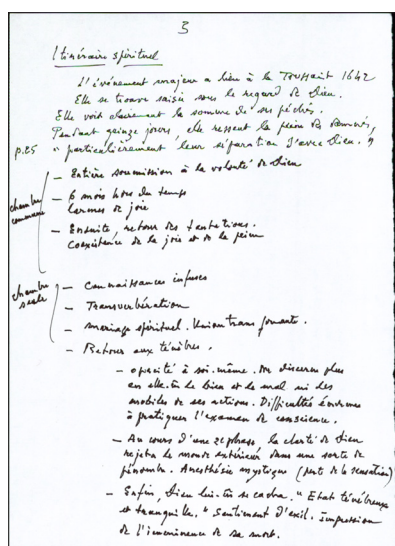 3
Itinéraire spirituel
L'événement majeur a lieu à la Toussaint 1642
Elle se trouve saisie sous le regard de Dieu.
Elle voit clairement la somme de ses péchés.
Pendant quinze jours, elle ressent la peine des damnés,
p.25 "particulièrement leur séparation d'avec Dieu."
— Entière soumission à la volonté de Dieu
chambre commune
— 6 mois hors du temps
larmes de joie
— Ensuite, retour des tentations.
Coexistence de la joie et de la peine
chambre seule
— Connaissances infuses
— Transverbération
— Mariage spirituel. Union transformante.
— Retour aux ténèbres.
— opacité à soi-même. Ne discerne plus
en elle ni le bien et le mal ni des
mobiles de ses actions. Difficultés
à pratiquer l'examen de conscience.
— Au cours d'une 2e phase la clarté de Dieu
rejeta le monde extérieur dans une sorte de
pénombre. Anesthésie mystique (perte de la sensation)
— Enfin, Dieu lui-même se cacha. "Etat ténébreux
et tranquille." Sentiment d'exil. Impression
de l'imminence de sa mort.